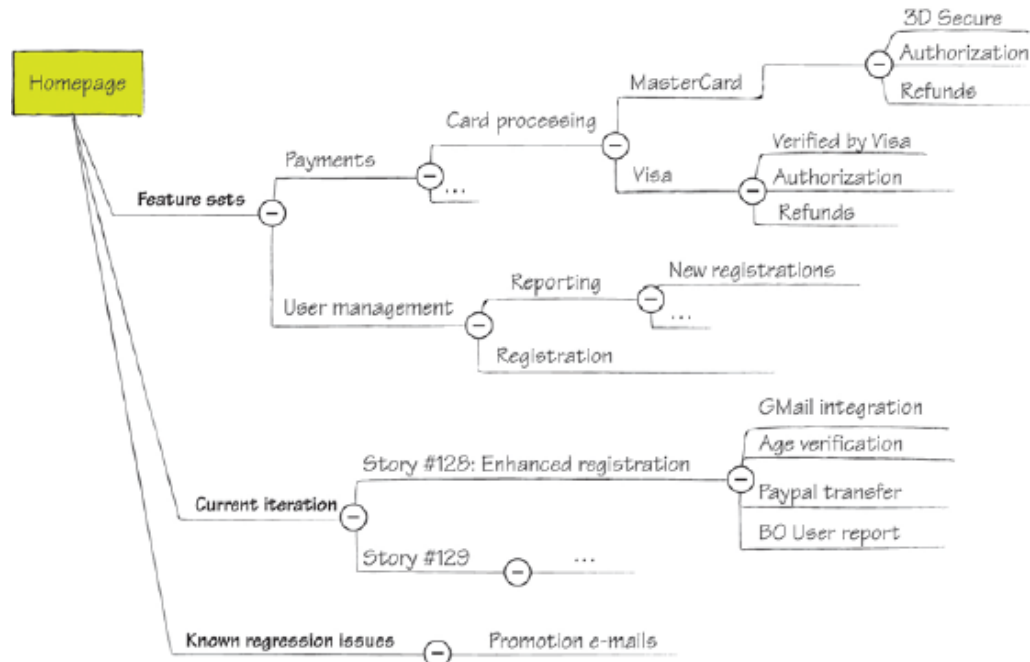 Homepage
Feature sets
Payments
Card processing
MasterCard
3D Secure
Authorization
Refunds
Visa
Verified by Visa
Authorization
Refunds
...
User management
Reporting
New registrations
...
Registration
Current iteration
Story #128: Enhanced registration
GMail integration
Age verification
Paypal transfer
BO User report
Story #129
...
Known regression issues
Promotion e-mails